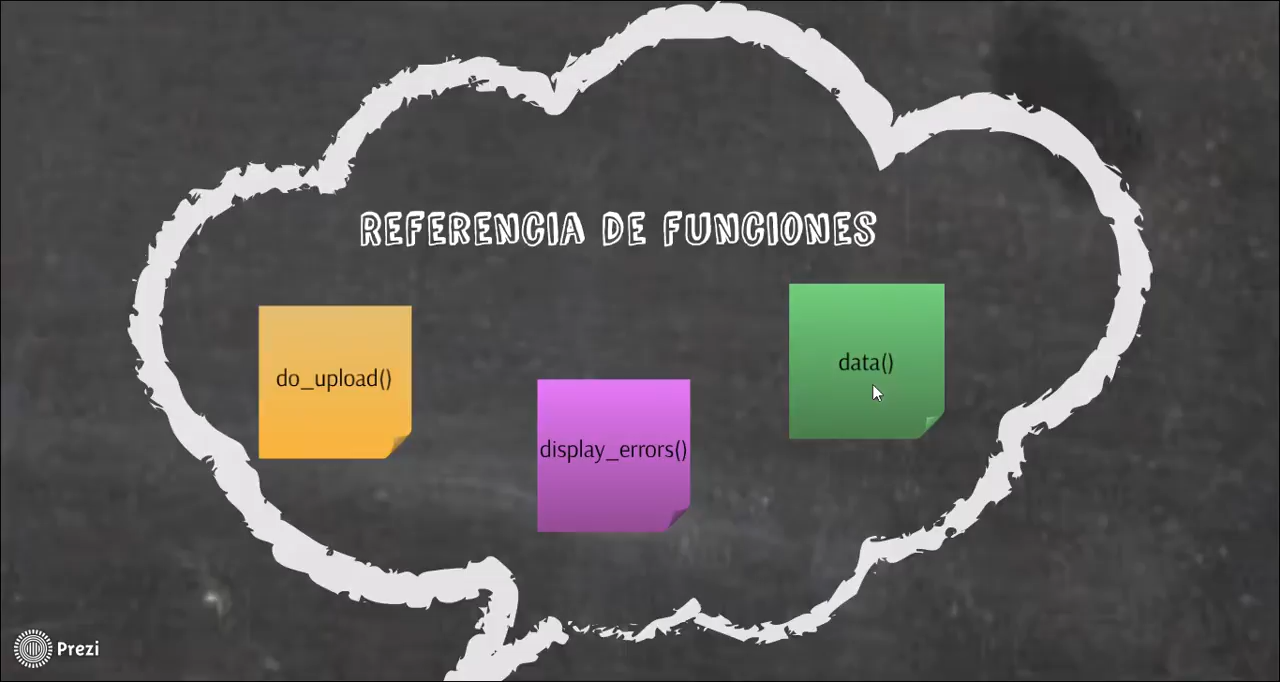 REFERENCIA DE FUNCIONES
do_upload()
display_errors()
data()
Prezi